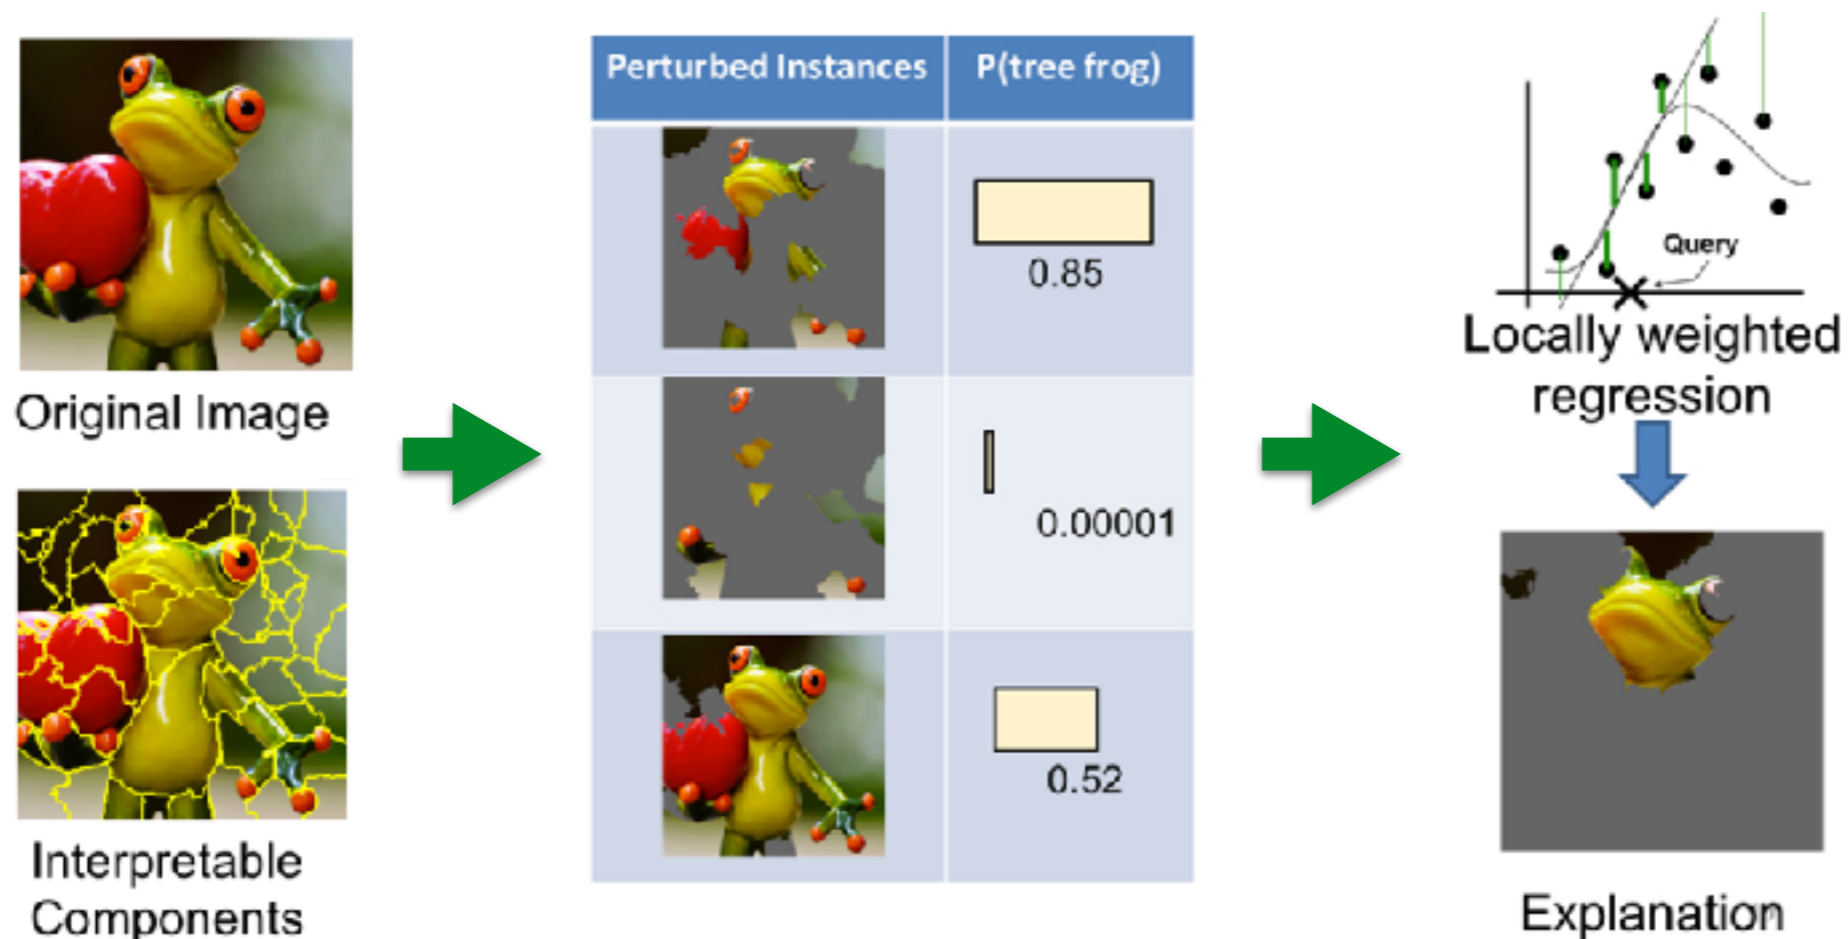 Original Image
Interpretable
Components
Perturbed Instances
P(tree frog)
0.85
0.00001
0.52
Query
Locally weighted
regression
Explanation